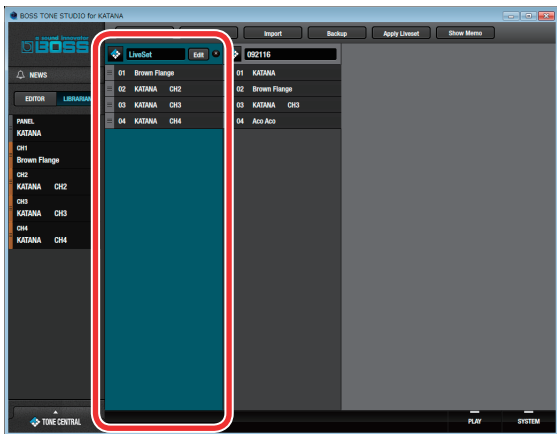 BOSS TONE STUDIO for KATANA
a sound innovator
BOSS
Import
Backup
Apply Liveset
Show Memo
NEWS
EDITOR
LIBRARIAN
PANEL
KATANA
CH1
Brown Flange
CH2
KATANA CH2
CH3
KATANA CH3
CH4
KATANA CH4
LiveSet
Edit
01 Brown Flange
02 KATANA CH2
03 KATANA CH3
04 KATANA CH4
092116
01 KATANA
02 Brown Flange
03 KATANA CH3
04 Aco Aco
TONE CENTRAL
PLAY
SYSTEM